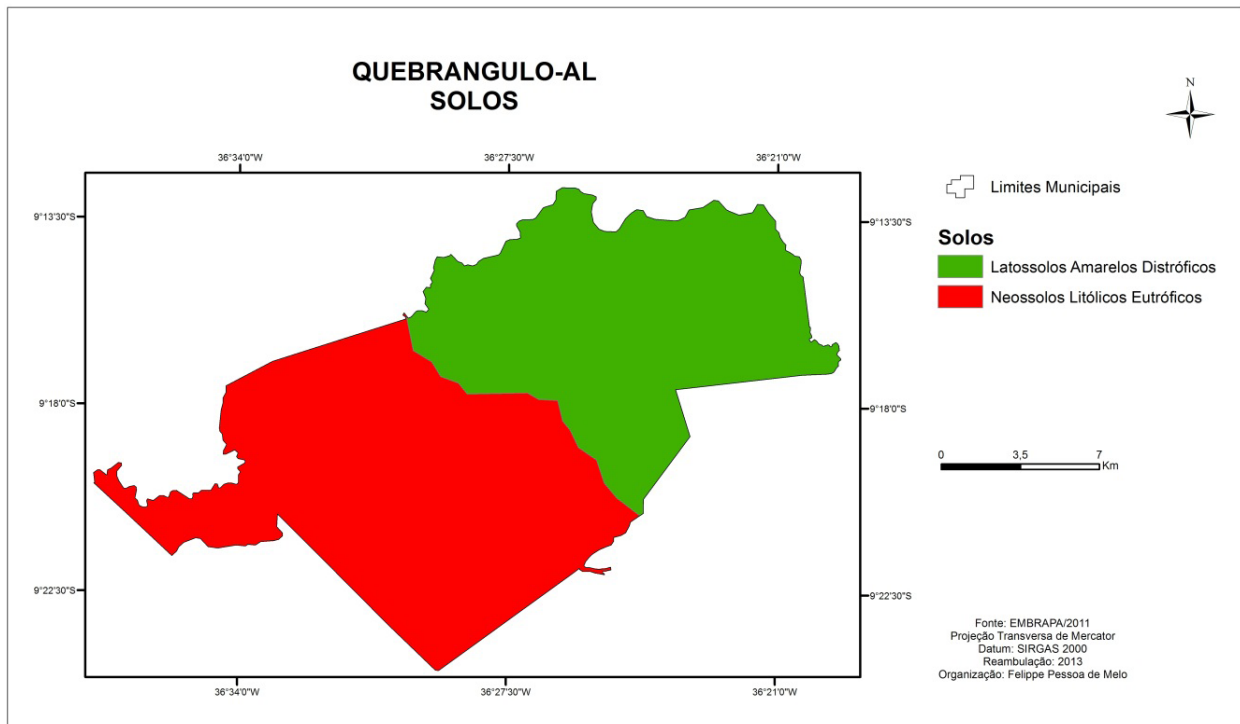 QUEBRANGULO-AL
SOLOS
N
36°34'0"W
36°27'30"W
36°21'0"W
9°13'30"S
9°13'30"S
9°18'0"S
9°18'0"S
9°22'30"S
9°22'30"S
36°34'0"W
36°27'30"W
36°21'0"W
Limites Municipais
Solos
Latossolos Amarelos Distróficos
Neossolos Litólicos Eutróficos
0 3,5 7
Km
Fonte: EMBRAPA/2011
Projeção Transversa de Mercator
Datum: SIRGAS 2000
Reambulação: 2013
Organização: Felippe Pessoa de Melo